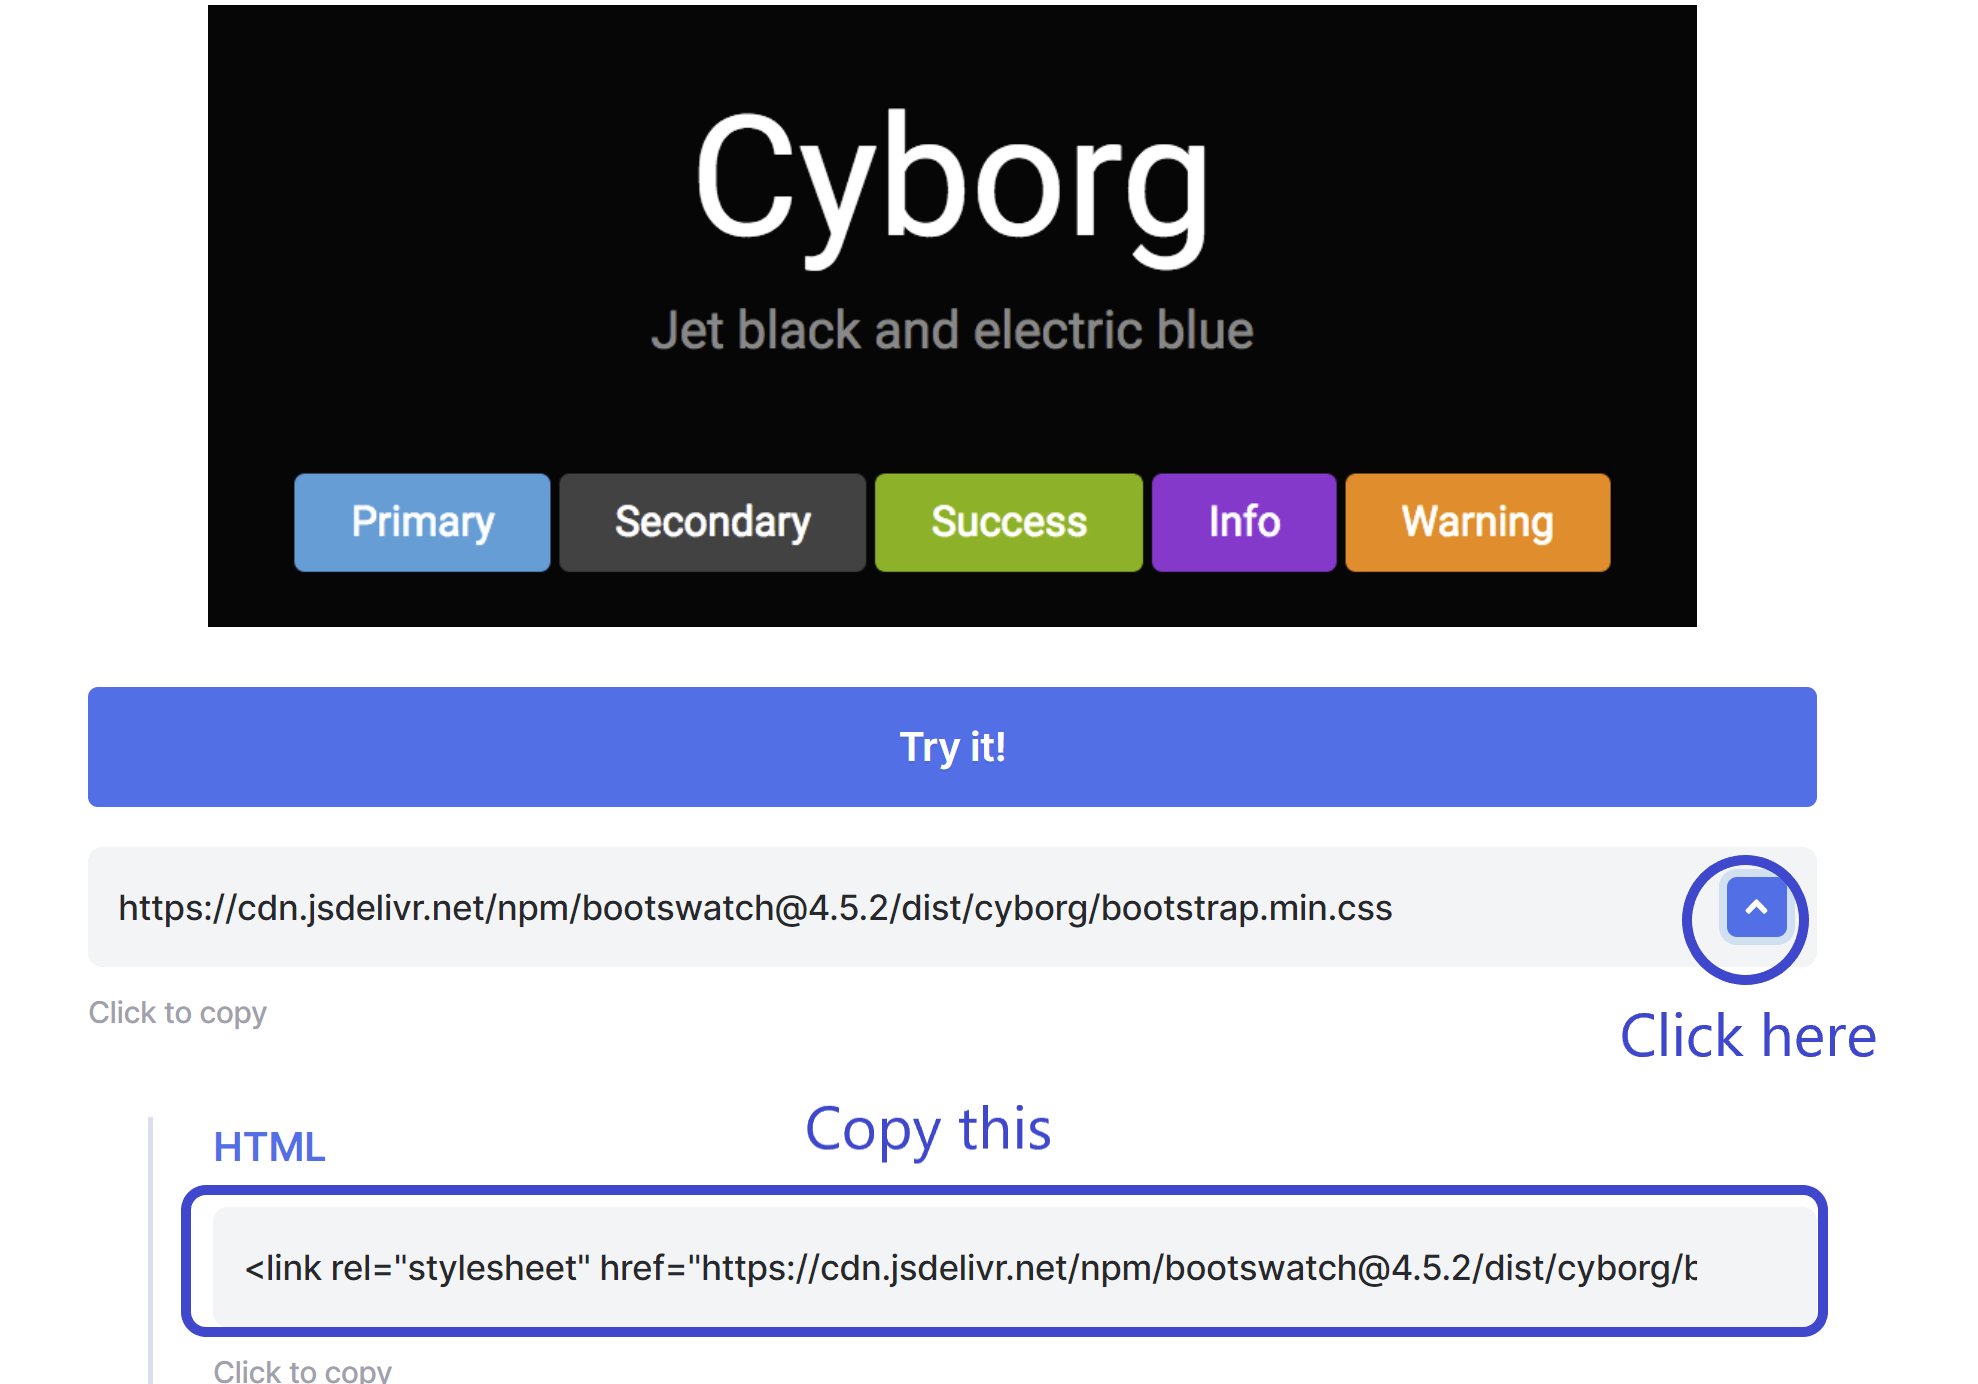 Cyborg
Jet black and electric blue
Primary Secondary Success Info Warning
Try it!
https://cdn.jsdelivr.net/npm/bootswatch@4.5.2/dist/cyborg/bootstrap.min.css
Click to copy
Click here
Copy this
HTML
<link rel="stylesheet" href="https://cdn.jsdelivr.net/npm/bootswatch@4.5.2/dist/cyborg/b
Click to copy